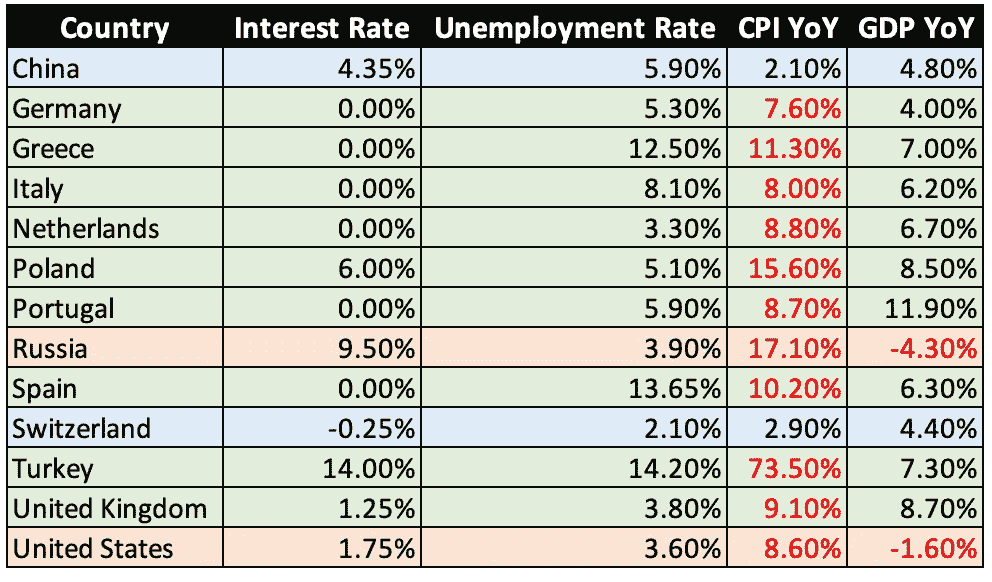 Country Interest Rate Unemployment Rate CPI YoY GDP YoY
China 4.35% 5.90% 2.10% 4.80%
Germany 0.00% 5.30% 7.60% 4.00%
Greece 0.00% 12.50% 11.30% 7.00%
Italy 0.00% 8.10% 8.00% 6.20%
Netherlands 0.00% 3.30% 8.80% 6.70%
Poland 6.00% 5.10% 15.60% 8.50%
Portugal 0.00% 5.90% 8.70% 11.90%
Russia 9.50% 3.90% 17.10% -4.30%
Spain 0.00% 13.65% 10.20% 6.30%
Switzerland -0.25% 2.10% 2.90% 4.40%
Turkey 14.00% 14.20% 73.50% 7.30%
United Kingdom 1.25% 3.80% 9.10% 8.70%
United States 1.75% 3.60% 8.60% -1.60%